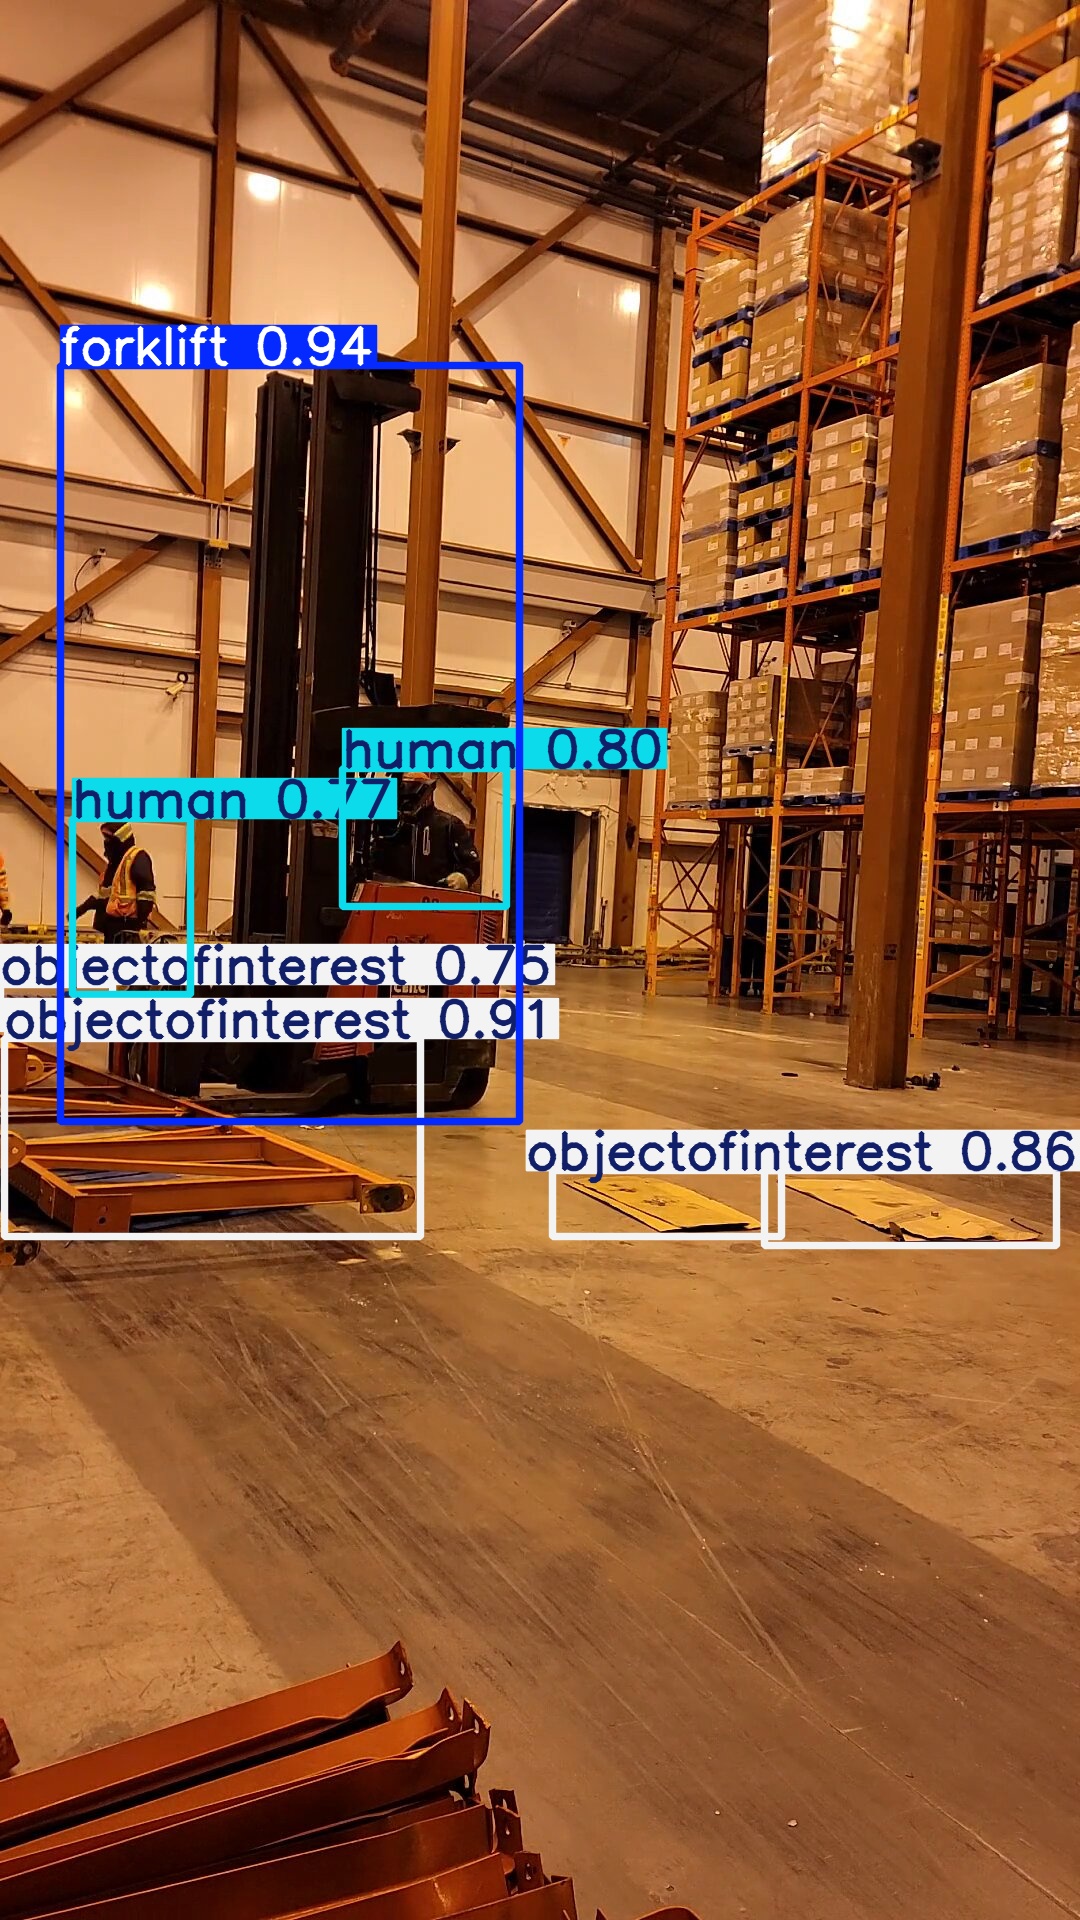 forklift 0.94
human 0.80
human 0.77
objectofinterest 0.75
objectofinterest 0.91
objectofinterest 0.86